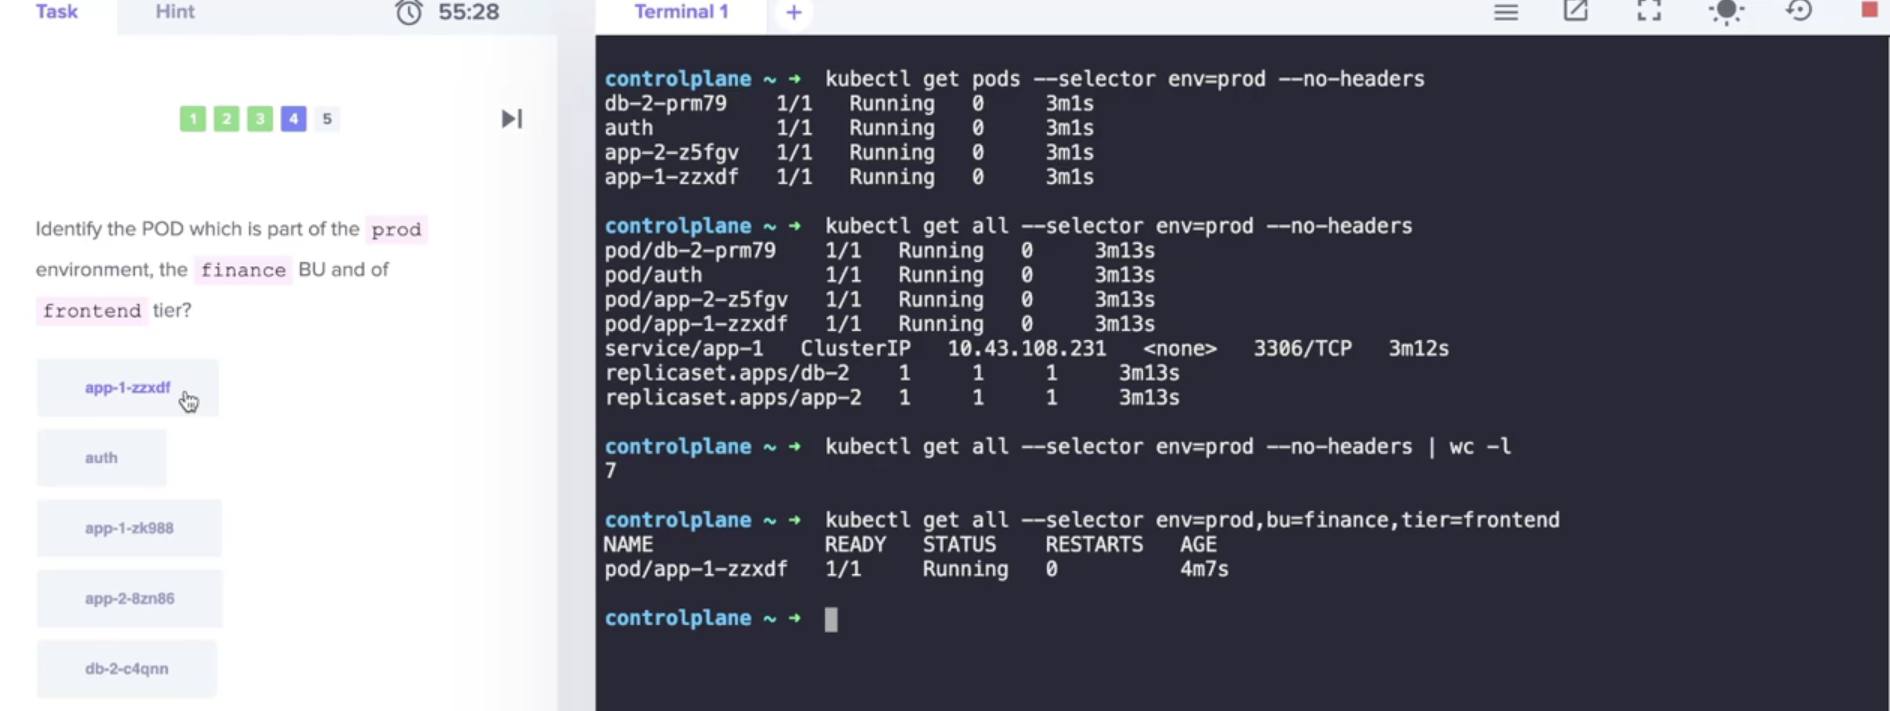 Task Hint 55:28
1 2 3 4 5
Identify the POD which is part of the prod
environment, the finance BU and of
frontend tier?
app-1-zzxdf
auth
app-1-zk988
app-2-8zn86
db-2-c4qnn
Terminal 1 +
controlplane ~ ➜ kubectl get pods --selector env=prod --no-headers
db-2-prm79 1/1 Running 0 3m1s
auth 1/1 Running 0 3m1s
app-2-z5fgv 1/1 Running 0 3m1s
app-1-zzxdf 1/1 Running 0 3m1s
controlplane ~ ➜ kubectl get all --selector env=prod --no-headers
pod/db-2-prm79 1/1 Running 0 3m13s
pod/auth 1/1 Running 0 3m13s
pod/app-2-z5fgv 1/1 Running 0 3m13s
pod/app-1-zzxdf 1/1 Running 0 3m13s
service/app-1 ClusterIP 10.43.108.231 <none> 3306/TCP 3m12s
replicaset.apps/db-2 1 1 1 3m13s
replicaset.apps/app-2 1 1 1 3m13s
controlplane ~ ➜ kubectl get all --selector env=prod --no-headers | wc -l
7
controlplane ~ ➜ kubectl get all --selector env=prod,bu=finance,tier=frontend
NAME READY STATUS RESTARTS AGE
pod/app-1-zzxdf 1/1 Running 0 4m7s
controlplane ~ ➜